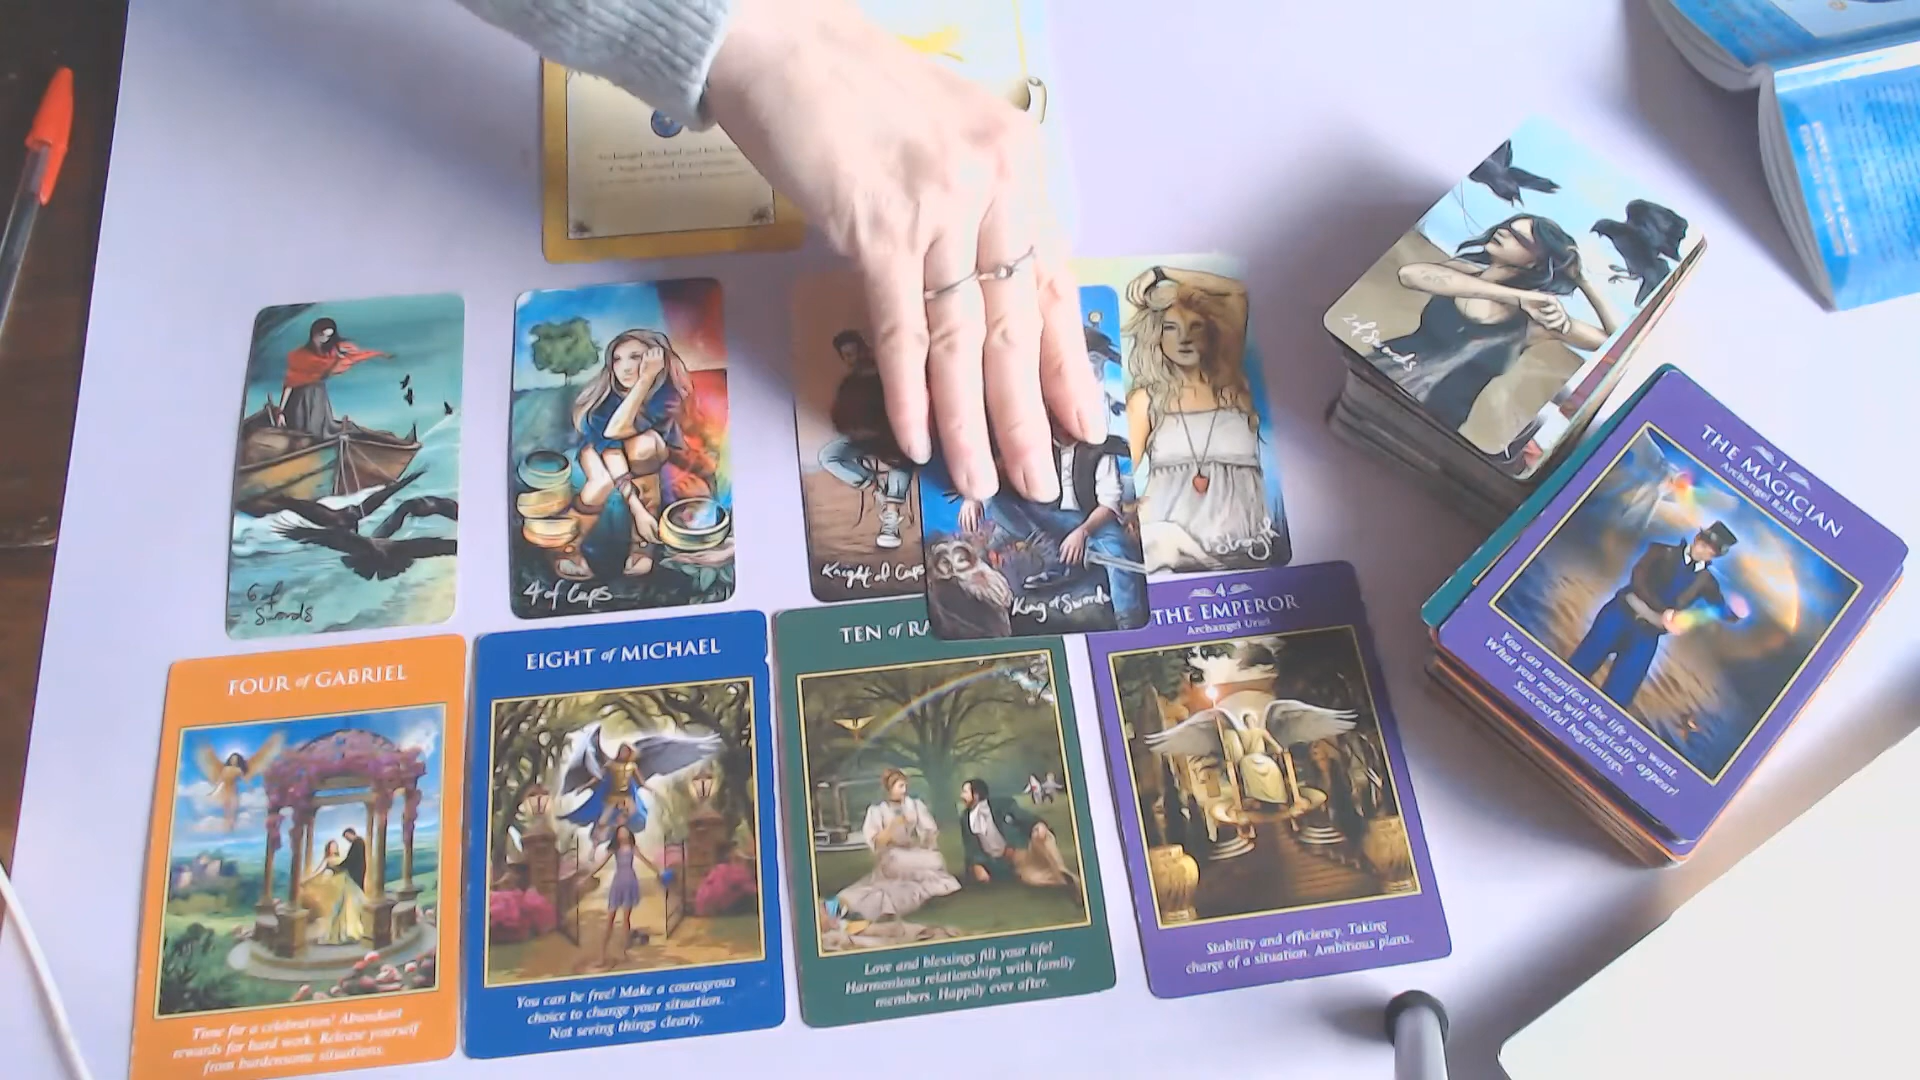 6 of
Swords
4 of Cups
Knight of Cups
King of Swords
Strength
2 of Swords
FOUR of GABRIEL
Time for a celebration! Abundant
rewards for hard work. Release yourself
from burdensome situations.
EIGHT of MICHAEL
You can be free! Make a courageous
choice to change your situation.
Not seeing things clearly.
TEN of RA
Love and blessings fill your life!
Harmonious relationships with family
members. Happily ever after.
4
THE EMPEROR
Archangel Uriel
Stability and efficiency. Taking
charge of a situation. Ambitious plans.
1
THE MAGICIAN
Archangel Raziel
You can manifest the life you want.
What you need will magically appear!
Successful beginnings.